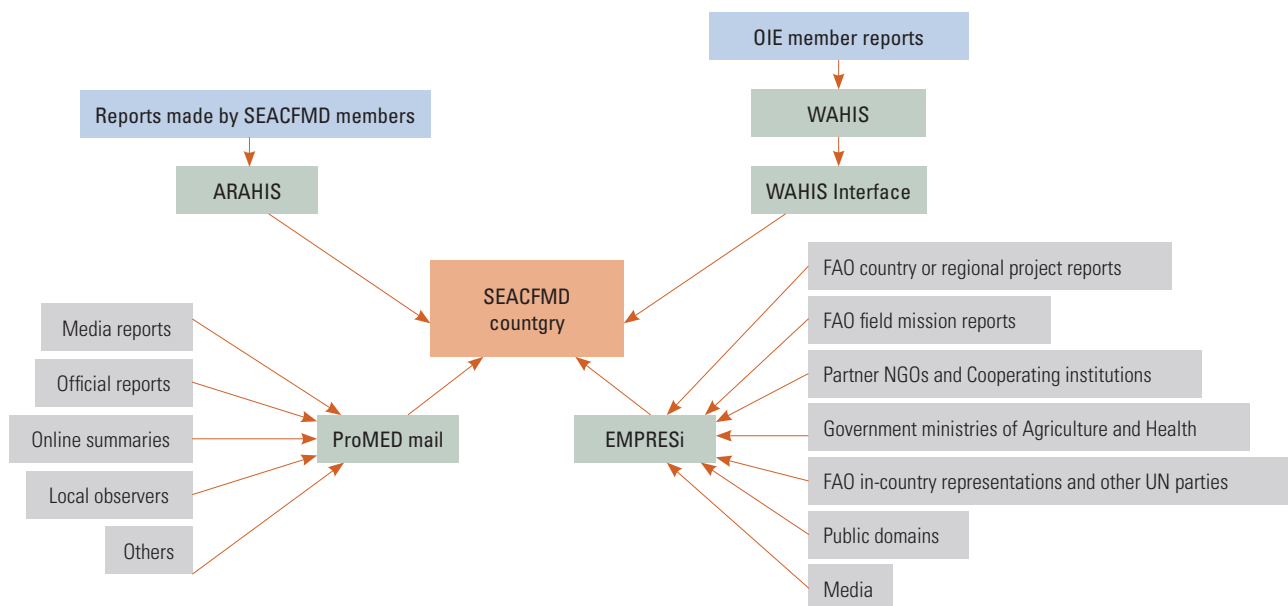 OIE member reports
Reports made by SEACFMD members
WAHIS
ARAHIS
WAHIS Interface
SEACFMD
countgry
FAO country or regional project reports
Media reports
FAO field mission reports
Official reports
Partner NGOs and Cooperating institutions
Online summaries
ProMED mail
EMPRESi
Government ministries of Agriculture and Health
Local observers
FAO in-country representations and other UN parties
Others
Public domains
Media